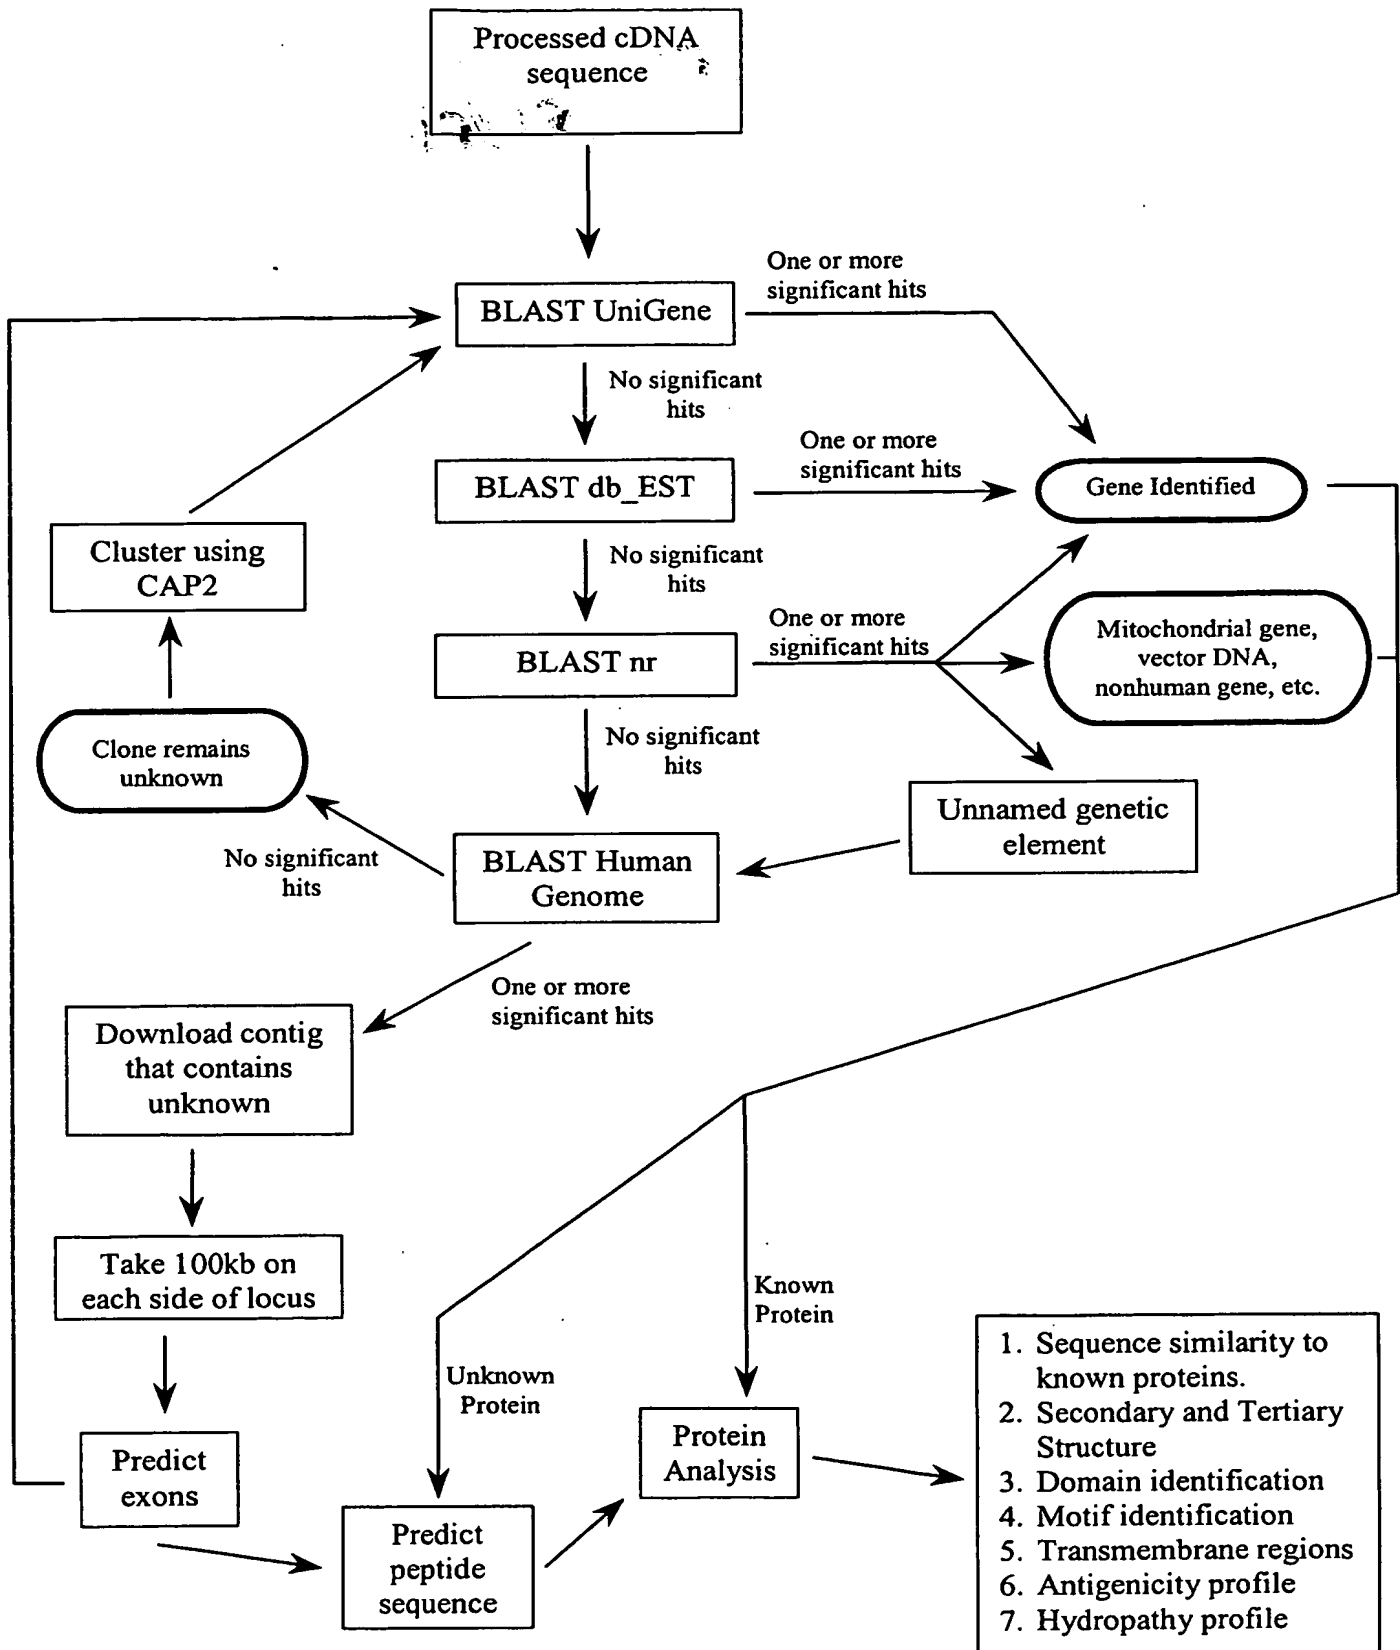 Processed cDNA
sequence
One or more
significant hits
BLAST UniGene
No significant
hits
One or more
significant hits
BLAST db_EST
Gene Identified
Cluster using
CAP2
No significant
hits
One or more
significant hits
BLAST nr
Mitochondrial gene,
vector DNA,
nonhuman gene, etc.
Clone remains
unknown
No significant
hits
Unnamed genetic
element
No significant
hits
BLAST Human
Genome
One or more
significant hits
Download contig
that contains
unknown
Take 100kb on
each side of locus
Known
Protein
Unknown
Protein
Predict
exons
Protein
Analysis
Predict
peptide
sequence
1. Sequence similarity to
known proteins.
2. Secondary and Tertiary
Structure
3. Domain identification
4. Motif identification
5. Transmembrane regions
6. Antigenicity profile
7. Hydropathy profile